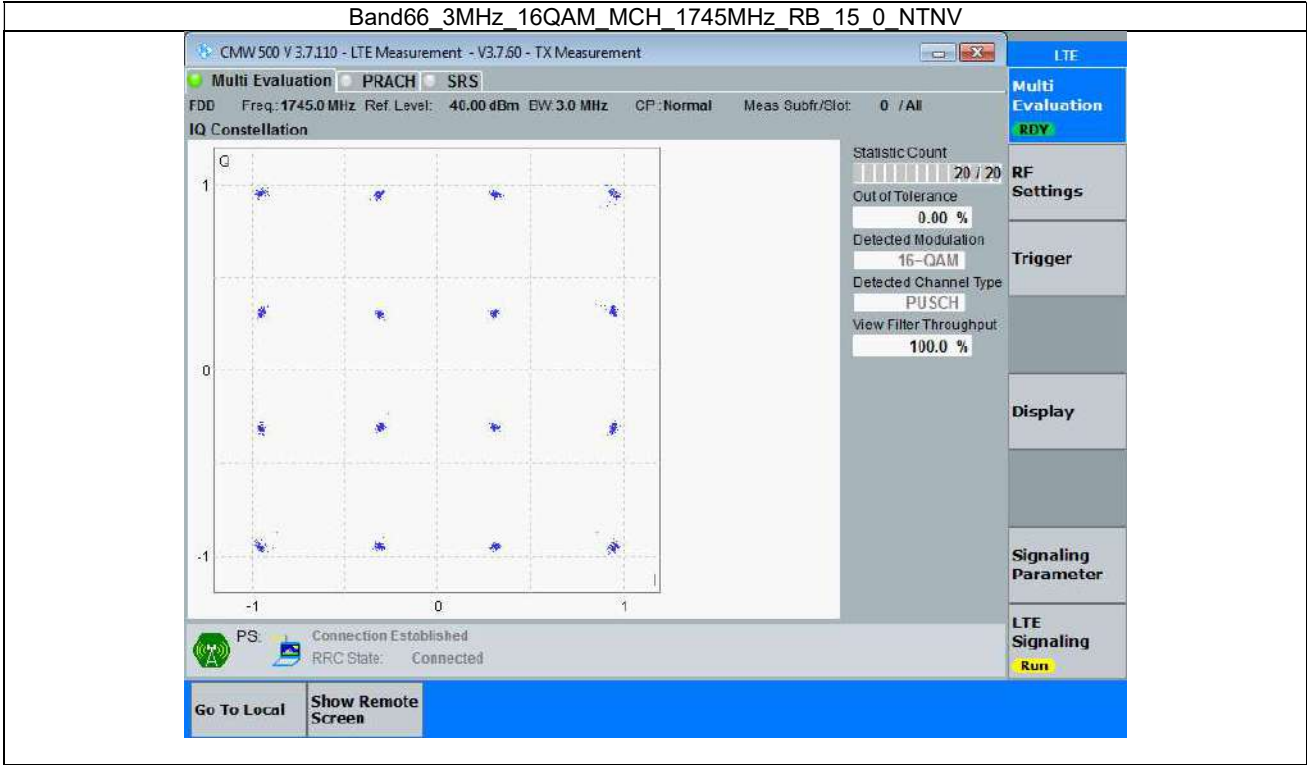 Band66_3MHz_16QAM_MCH_1745MHz_RB_15_0_NTNV
CMW 500 V 3.7.110 - LTE Measurement - V3.7.60 - TX Measurement
LTE
Multi Evaluation PRACH SRS
FDD Freq.: 1745.0 MHz Ref. Level: 40.00 dBm BW: 3.0 MHz CP: Normal Meas Subfr/Slot: 0 / All
IQ Constellation
Q
1
0
-1
I
-1 0 1
Statistic Count
20 / 20
Out of Tolerance
0.00 %
Detected Modulation
16-QAM
Detected Channel Type
PUSCH
View Filter Throughput
100.0 %
Multi
Evaluation
RDY
RF
Settings
Trigger
Display
Signaling
Parameter
LTE
Signaling
Run
PS: Connection Established
RRC State: Connected
Go To Local
Show Remote
Screen